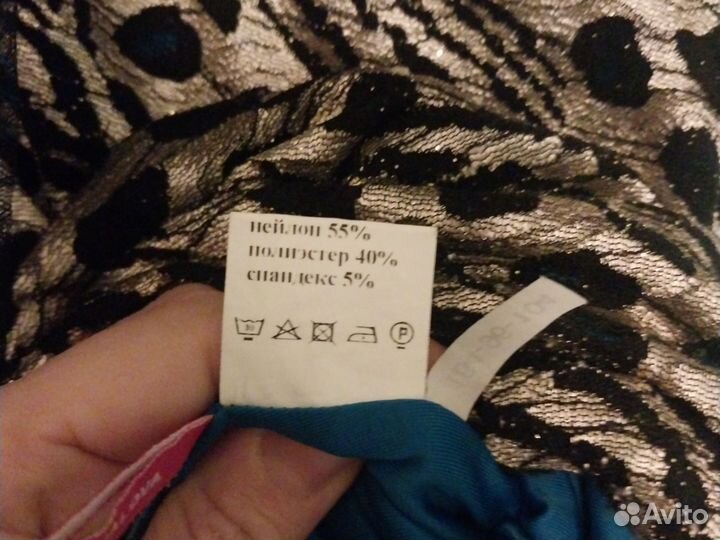 нейлон 55%
полиэстер 40%
спандекс 5%
P
Avito